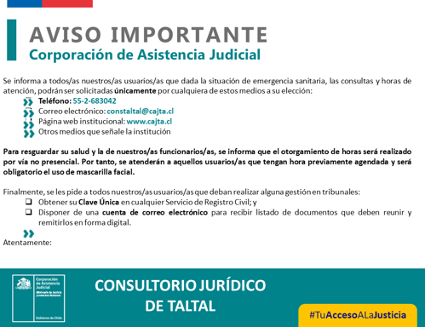 AVISO IMPORTANTE
Corporación de Asistencia Judicial
Se informa a todos/as nuestros/as usuarios/as que dada la situación de emergencia sanitaria, las consultas y horas de
atención, podrán ser solicitadas únicamente por cualquiera de estos medios a su elección:
Teléfono: 55-2-683042
Correo electrónico: constaltal@cajta.cl
Página web institucional: www.cajta.cl
Otros medios que señale la institución
Para resguardar su salud y la de nuestros/as funcionarios/as, se informa que el otorgamiento de horas será realizado
por vía no presencial. Por tanto, se atenderán a aquellos usuarios/as que tengan hora previamente agendada y será
obligatorio el uso de mascarilla facial.
Finalmente, se les pide a todos nuestros/as usuarios/as que deban realizar alguna gestión en tribunales:
Obtener su Clave Única en cualquier Servicio de Registro Civil; y
Disponer de una cuenta de correo electrónico para recibir listado de documentos que deben reunir y
remitirlos en forma digital.
Atentamente:
Corporación
de Asistencia
Judicial
Gobierno de Chile
CONSULTORIO JURÍDICO
DE TALTAL
#TuAccesoALaJusticia